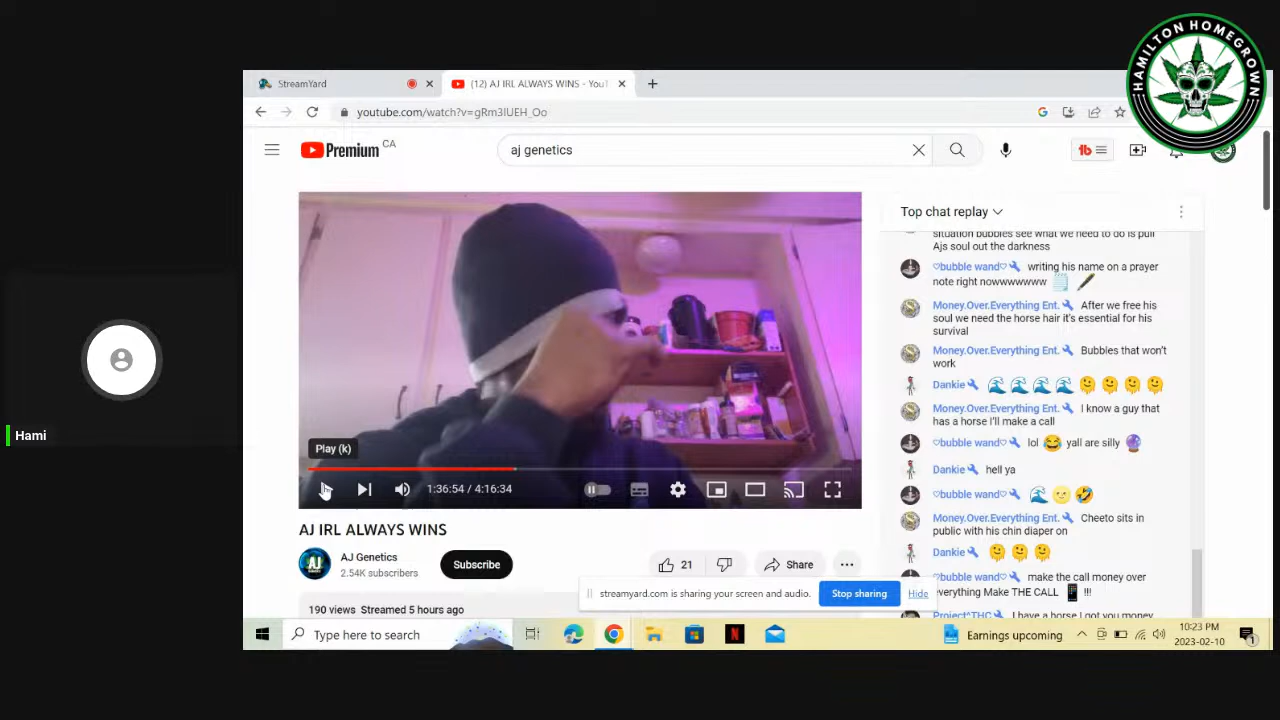 HAMILTON HOMEGROWN
StreamYard
(12) AJ IRL ALWAYS WINS - YouT
youtube.com/watch?v=gRm3lUEH_Oo
Premium CA
aj genetics
Top chat replay
situation bubbles see what we need to do is pull
Ajs soul out the darkness
♡bubble wand♡ writing his name on a prayer
note right nowwwwwww
Money.Over.Everything Ent. After we free his
soul we need the horse hair it's essential for his
survival
Money.Over.Everything Ent. Bubbles that won't
work
Dankie
Money.Over.Everything Ent. I know a guy that
has a horse I'll make a call
♡bubble wand♡ lol 😂 yall are silly 🔮
Dankie hell ya
♡bubble wand♡ 🌊🌝🤣
Money.Over.Everything Ent. Cheeto sits in
public with his chin diaper on
Dankie
♡bubble wand♡ make the call money over
everything Make THE CALL 📱 !!!
Project^THC I have a horse I got you money
Play (k)
1:36:54 / 4:16:34
AJ IRL ALWAYS WINS
AJ Genetics
2.54K subscribers
Subscribe
21
Share
190 views Streamed 5 hours ago
streamyard.com is sharing your screen and audio.
Stop sharing
Hide
Hami
Type here to search
Earnings upcoming
10:23 PM
2023-02-10